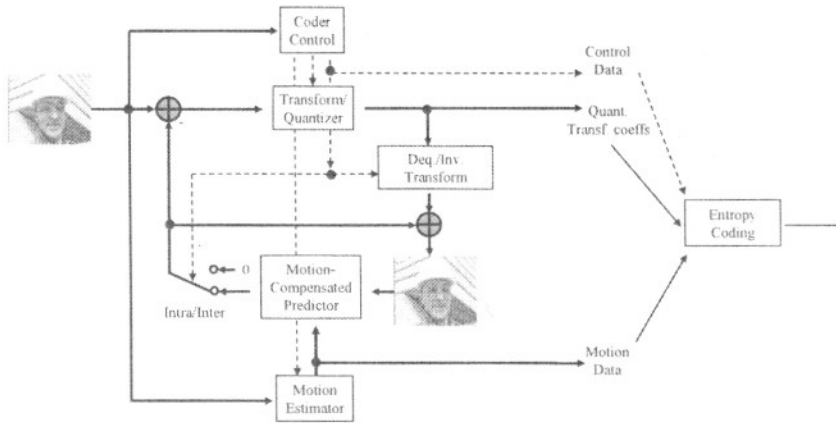 Coder
Control
Control
Data
Transform/
Quantizer
Quant.
Transf. coeffs
Deq./Inv.
Transform
Entropy
Coding
0
Motion-
Compensated
Predictor
Intra/Inter
Motion
Data
Motion
Estimator